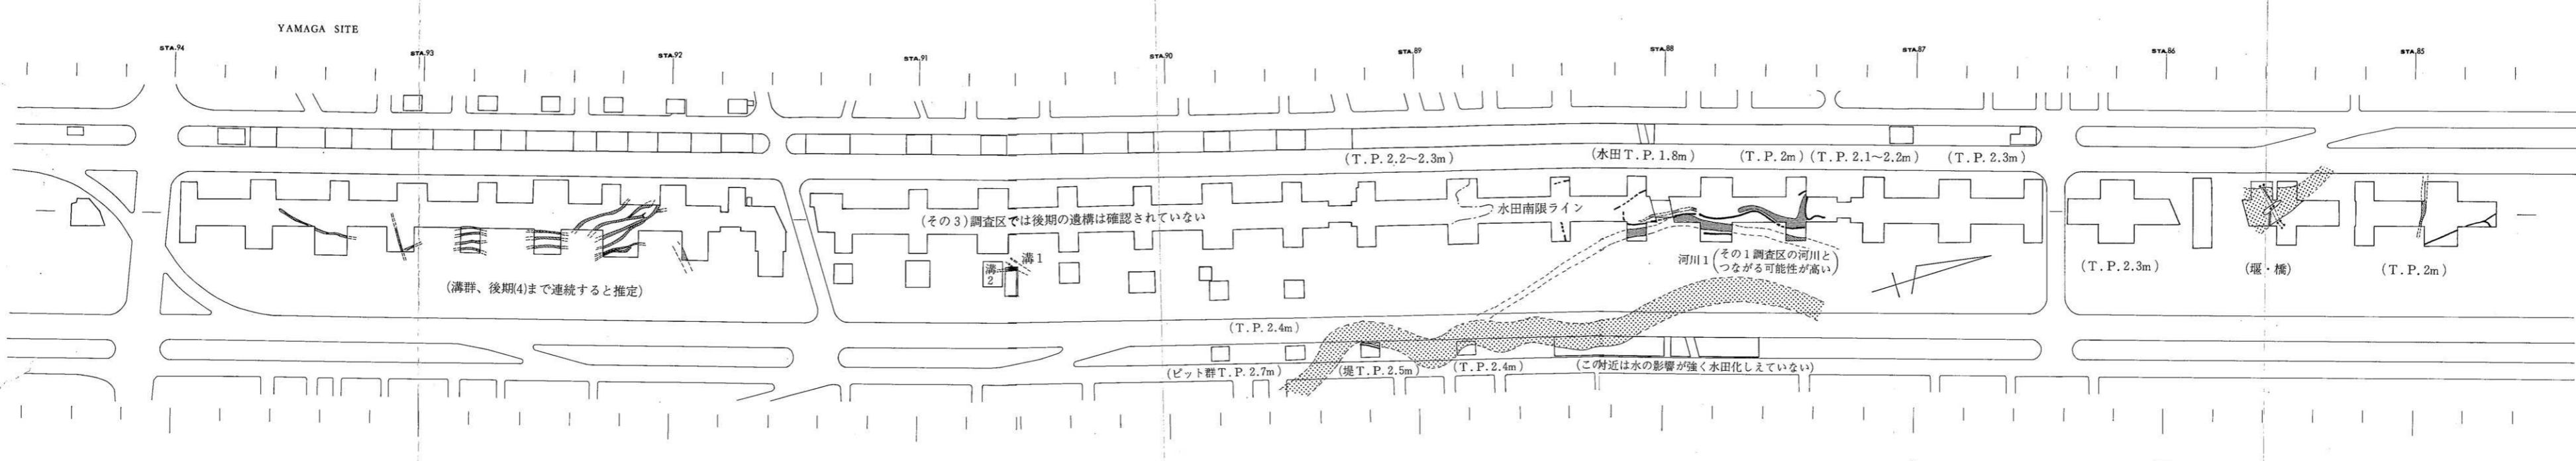 YAMAGA SITE
STA.94
STA.93
STA.92
STA.91
STA.90
STA.89
STA.88
STA.87
STA.86
STA.85
(T.P.2.2~2.3m)
(水田T.P.1.8m)
(T.P.2m)
(T.P.2.1~2.2m)
(T.P.2.3m)
(その3)調査区では後期の遺構は確認されていない
水田南限ライン
溝1
溝
2
河川1(その1調査区の河川と
つながる可能性が高い)
(T.P.2.3m)
(堰・橋)
(T.P.2m)
(溝群、後期(4)まで連続すると推定)
(T.P.2.4m)
(ピット群T.P.2.7m)
(堤T.P.2.5m)
(T.P.2.4m)
(この付近は水の影響が強く水田化しえていない)